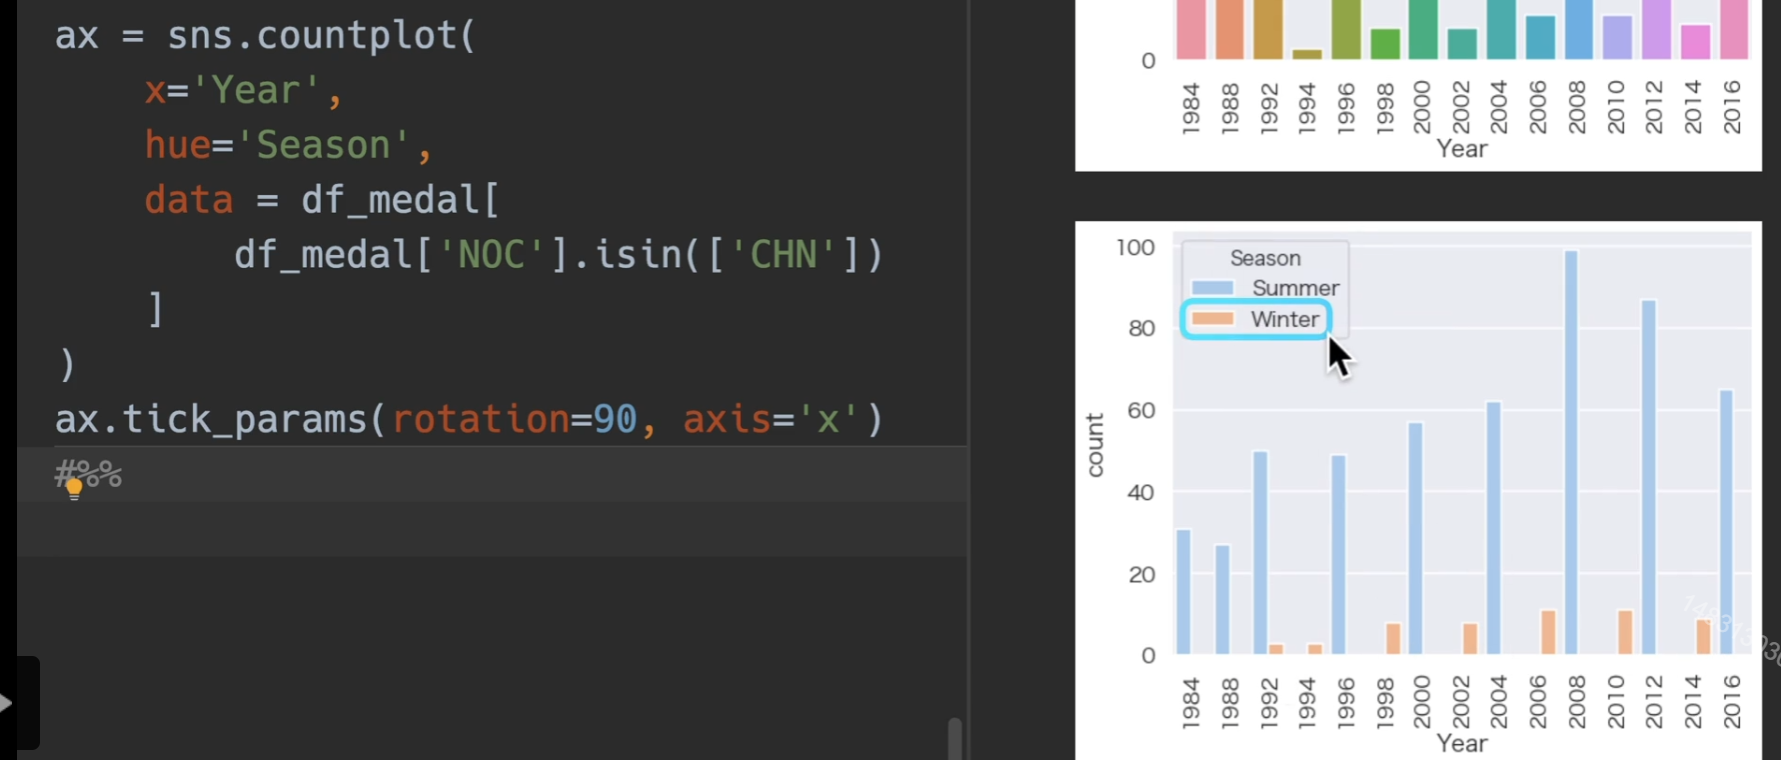 ax = sns.countplot(
    x='Year',
    hue='Season',
    data = df_medal[
        df_medal['NOC'].isin(['CHN'])
    ]
)
ax.tick_params(rotation=90, axis='x')
#%%
0
1984 1988 1992 1994 1996 1998 2000 2002 2004 2006 2008 2010 2012 2014 2016
Year
Season
Summer
Winter
100
80
60
40
20
0
count
1984 1988 1992 1994 1996 1998 2000 2002 2004 2006 2008 2010 2012 2014 2016
Year